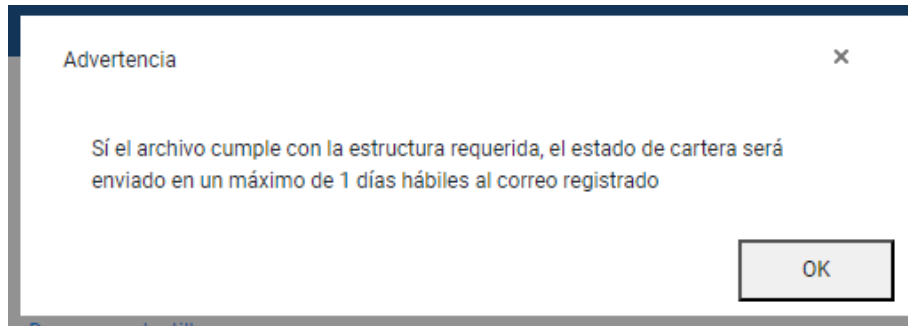 Advertencia
×
Sí el archivo cumple con la estructura requerida, el estado de cartera será
enviado en un máximo de 1 días hábiles al correo registrado
OK